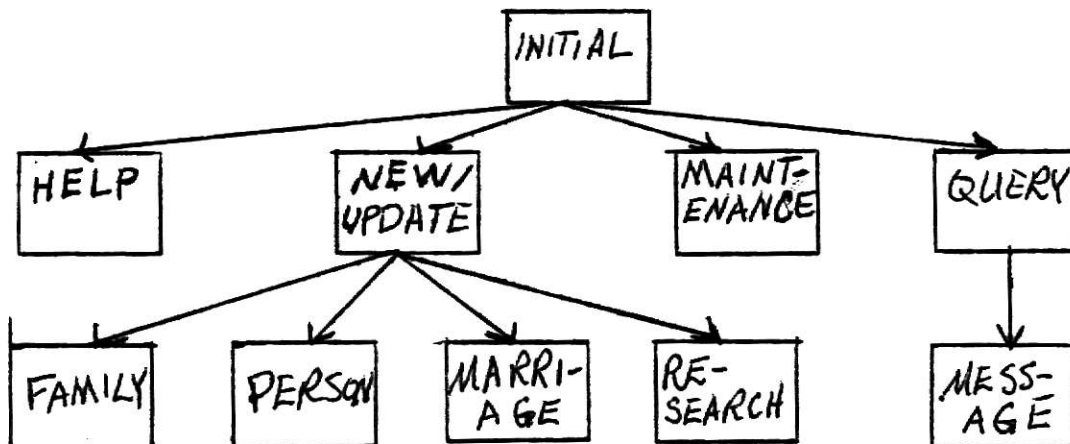 INITIAL
HELP
NEW/
UPDATE
MAINT-
ENANCE
QUERY
FAMILY
PERSON
MARRI-
AGE
RE-
SEARCH
MESS-
AGE